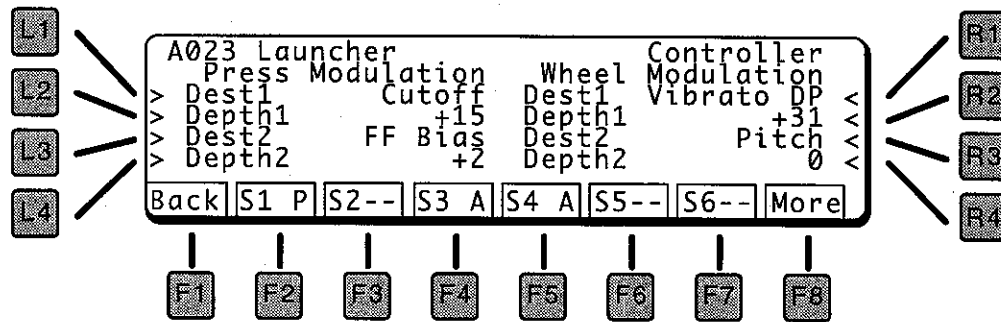 L1
L2
L3
L4
A023 Launcher Controller
Press Modulation Wheel Modulation
> Dest1 Cutoff Dest1 Vibrato DP <
> Depth1 +15 Depth1 +31 <
> Dest2 FF Bias Dest2 Pitch <
> Depth2 +2 Depth2 0 <
Back S1 P S2-- S3 A S4 A S5-- S6-- More
R1
R2
R3
R4
F1 F2 F3 F4 F5 F6 F7 F8